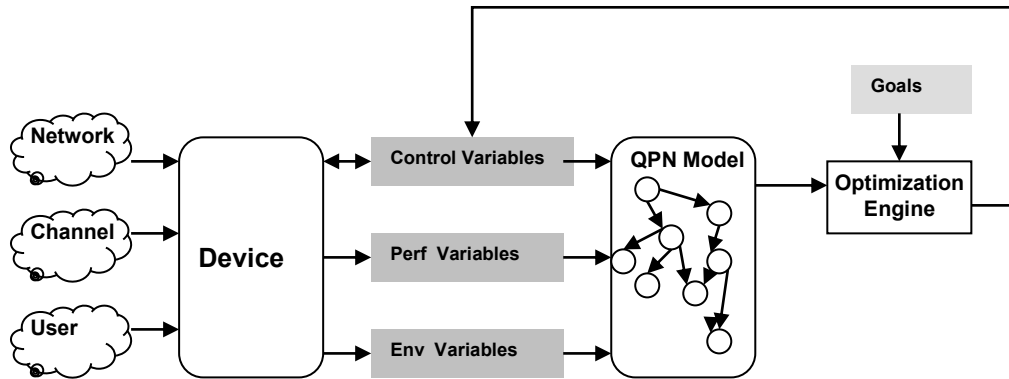 Network
Channel
User
Device
Control Variables
Perf Variables
Env Variables
QPN Model
Goals
Optimization
Engine